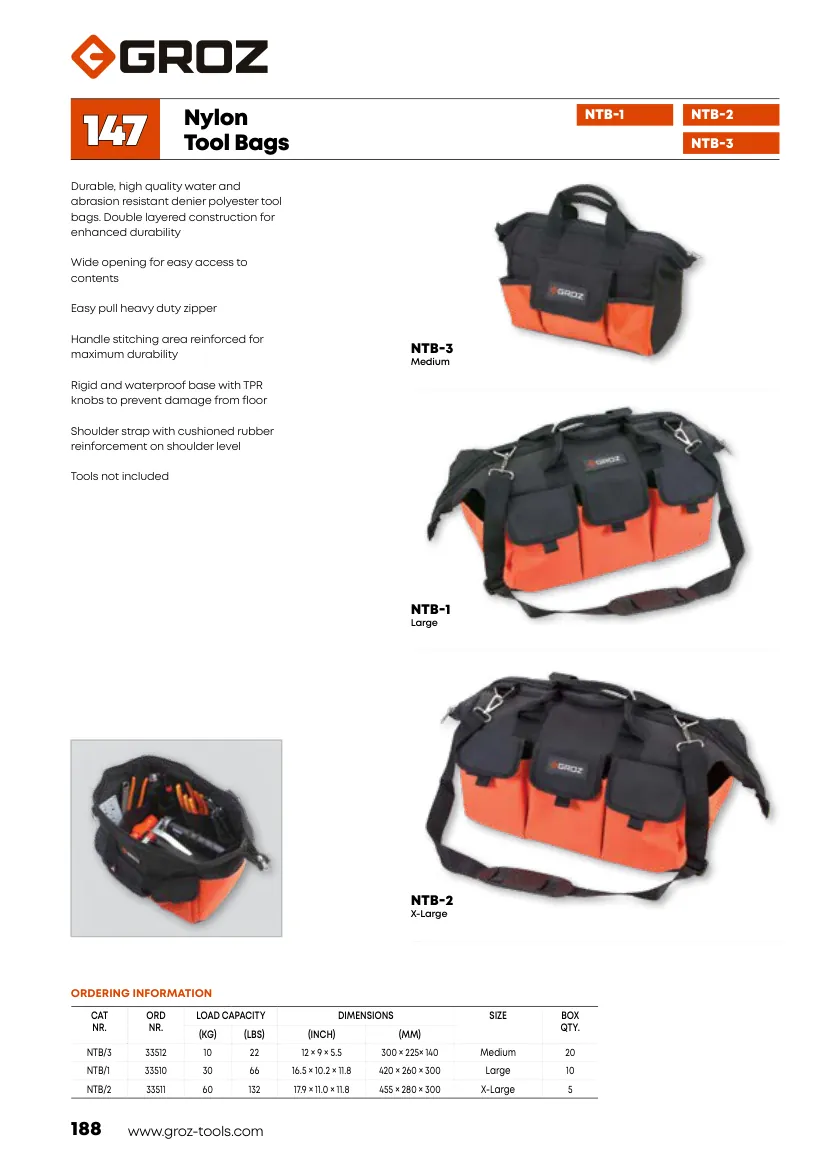 GROZ
147
Nylon
Tool Bags
NTB-1
NTB-2
NTB-3
Durable, high quality water and
abrasion resistant denier polyester tool
bags. Double layered construction for
enhanced durability
Wide opening for easy access to
contents
Easy pull heavy duty zipper
Handle stitching area reinforced for
maximum durability
Rigid and waterproof base with TPR
knobs to prevent damage from floor
Shoulder strap with cushioned rubber
reinforcement on shoulder level
Tools not included
GROZ
NTB-3
Medium
GROZ
NTB-1
Large
GROZ
NTB-2
X-Large
ORDERING INFORMATION
CAT NR. ORD NR. LOAD CAPACITY DIMENSIONS SIZE BOX QTY.
(KG) (LBS) (INCH) (MM)
NTB/3 33512 10 22 12 × 9 × 5.5 300 × 225× 140 Medium 20
NTB/1 33510 30 66 16.5 × 10.2 × 11.8 420 × 260 × 300 Large 10
NTB/2 33511 60 132 17.9 × 11.0 × 11.8 455 × 280 × 300 X-Large 5
188 www.groz-tools.com